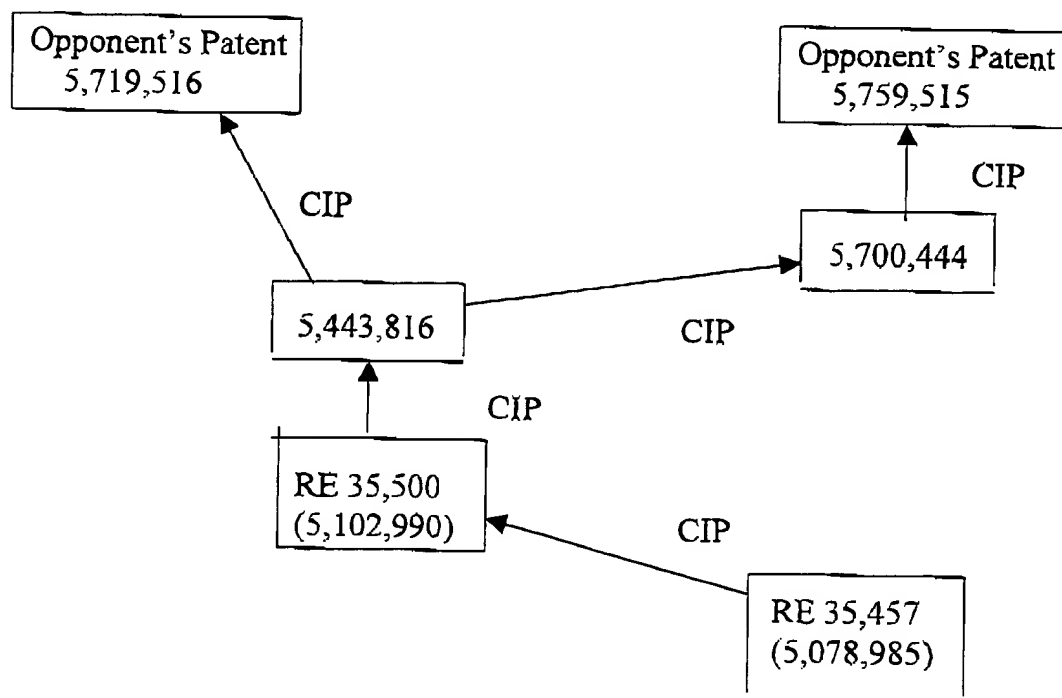 Opponent's Patent
5,719,516
Opponent's Patent
5,759,515
CIP
CIP
5,700,444
5,443,816
CIP
CIP
RE 35,500
(5,102,990)
CIP
RE 35,457
(5,078,985)